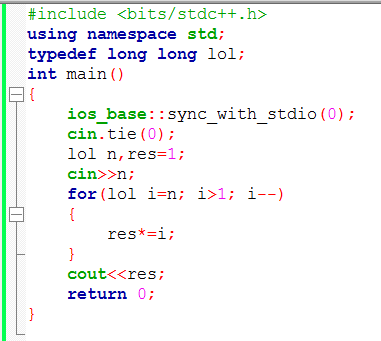 #include <bits/stdc++.h>
using namespace std;
typedef long long lol;
int main()
{
    ios_base::sync_with_stdio(0);
    cin.tie(0);
    lol n,res=1;
    cin>>n;
    for(lol i=n; i>1; i--)
    {
        res*=i;
    }
    cout<<res;
    return 0;
}